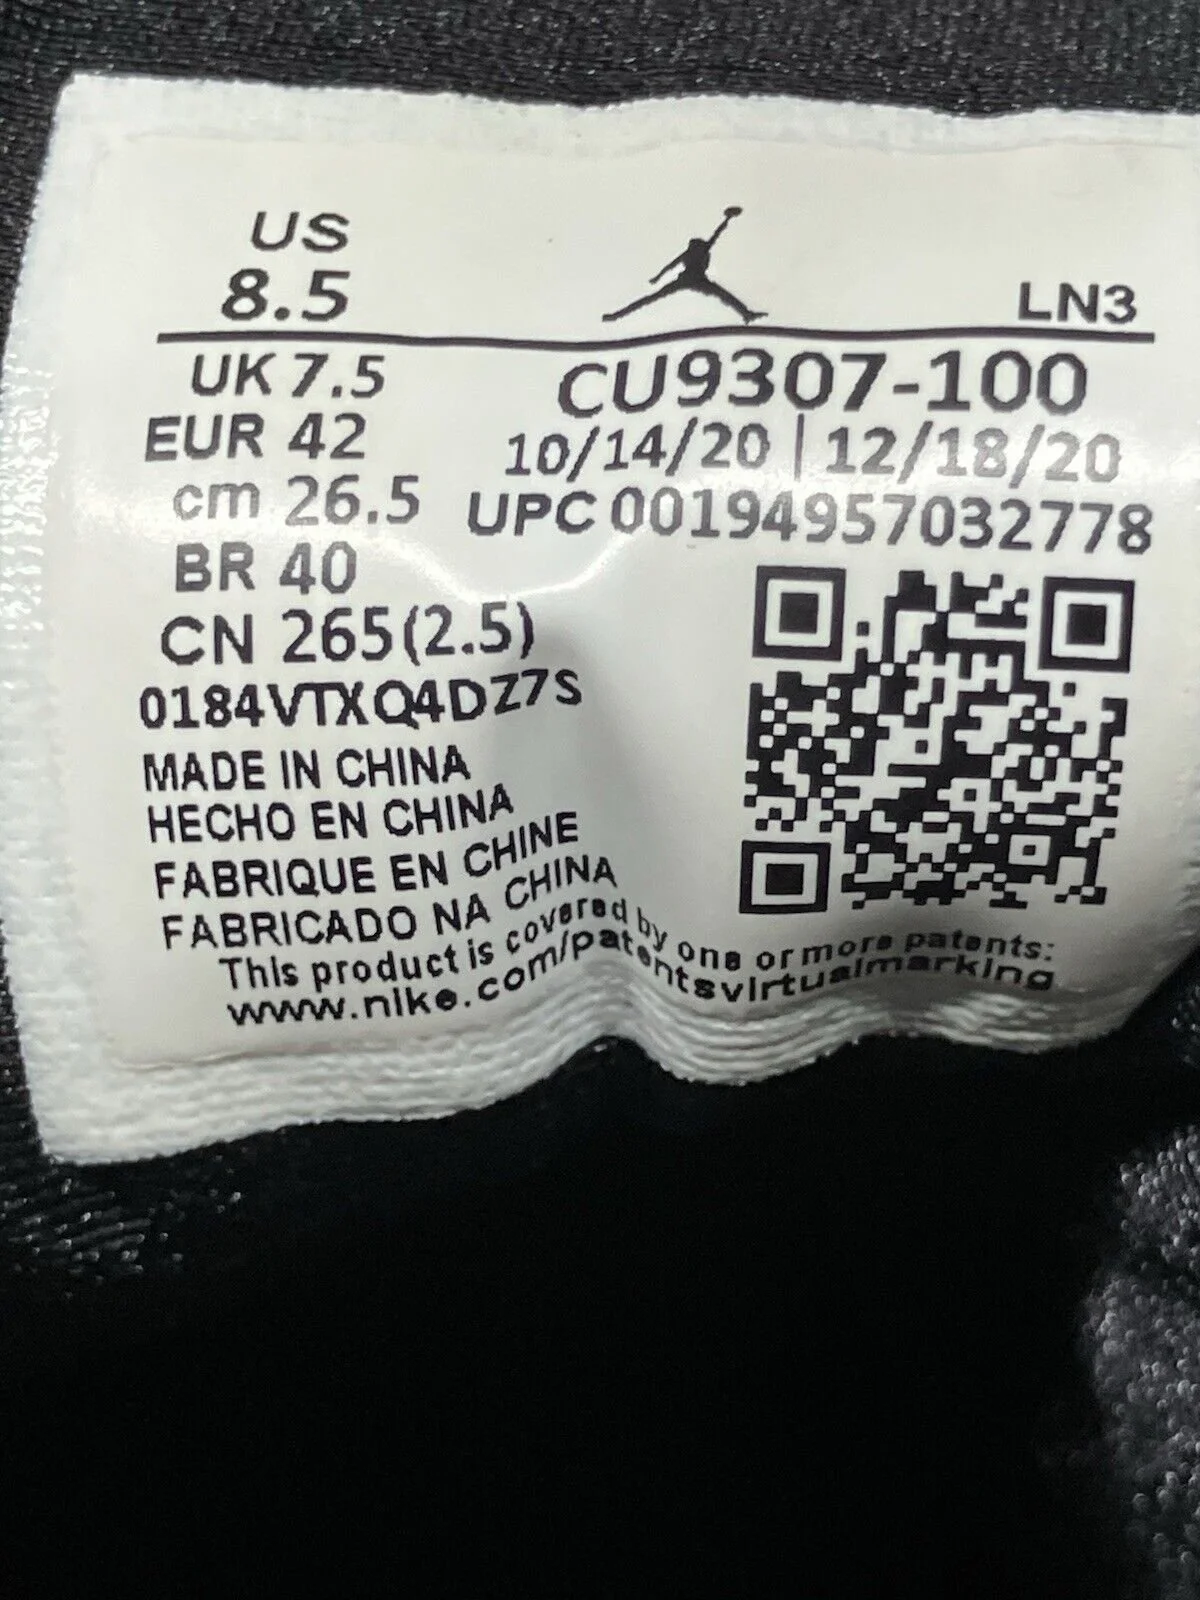 US
8.5
LN3
UK 7.5
CU9307-100
EUR 42
10/14/20 | 12/18/20
cm 26.5
UPC 00194957032778
BR 40
CN 265(2.5)
0184VTXQ4DZ7S
MADE IN CHINA
HECHO EN CHINA
FABRIQUE EN CHINE
FABRICADO NA CHINA
This product is covered by one or more patents:
www.nike.com/patentsvirtualmarking